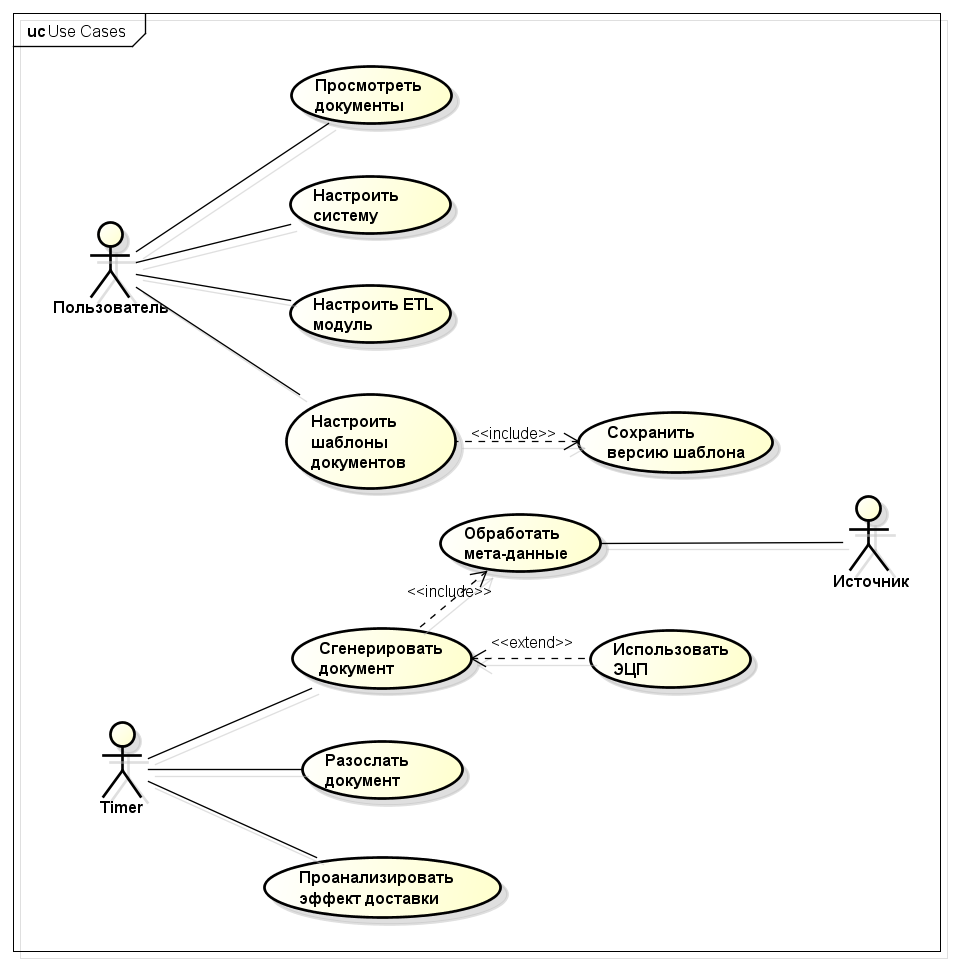 uc Use Cases
Просмотреть
документы
Настроить
систему
Пользователь
Настроить ETL
модуль
Настроить
шаблоны
документов
<<include>>
Сохранить
версию шаблона
Обработать
мета-данные
Источник
<<include>>
Сгенерировать
документ
<<extend>>
Использовать
ЭЦП
Timer
Разослать
документ
Проанализировать
эффект доставки